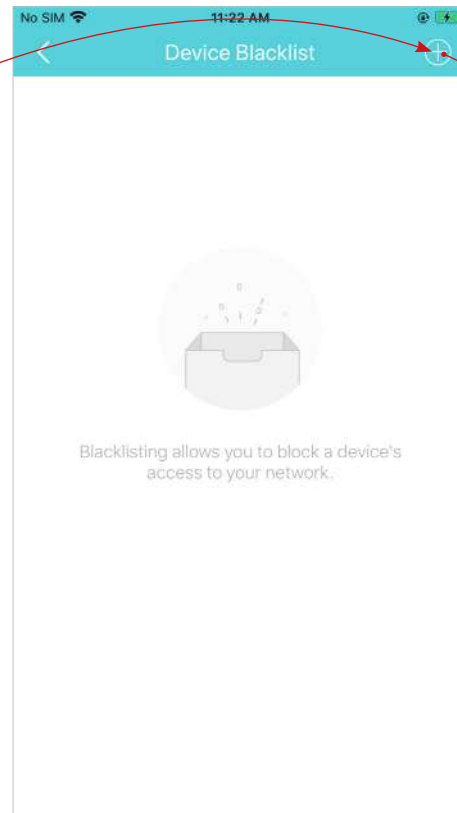 No SIM 11:22 AM
Device Blacklist
Blacklisting allows you to block a device's
access to your network.